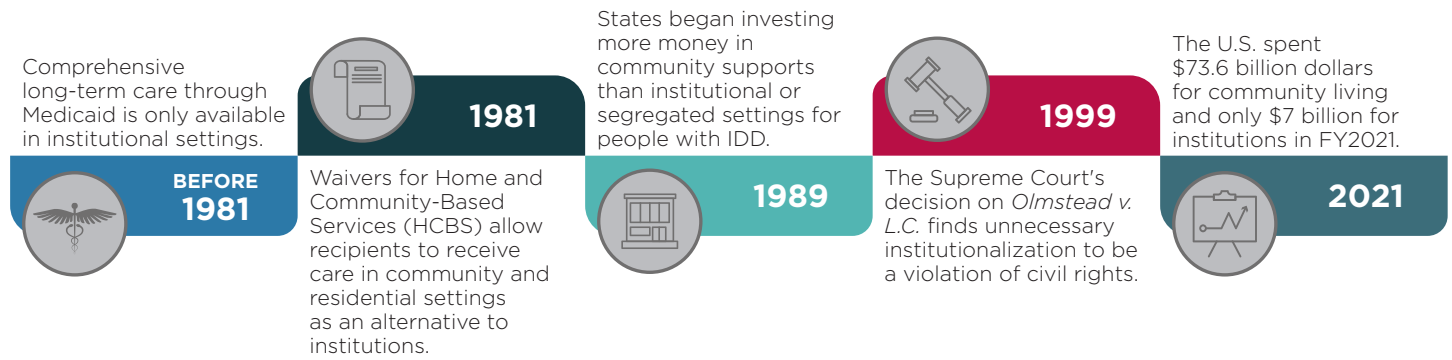 Comprehensive
long-term care through
Medicaid is only available
in institutional settings.
BEFORE
1981
1981
Waivers for Home and
Community-Based
Services (HCBS) allow
recipients to receive
care in community and
residential settings
as an alternative to
institutions.
States began investing
more money in
community supports
than institutional or
segregated settings for
people with IDD.
1989
1999
The Supreme Court's
decision on Olmstead v.
L.C. finds unnecessary
institutionalization to be
a violation of civil rights.
The U.S. spent
$73.6 billion dollars
for community living
and only $7 billion for
institutions in FY2021.
2021